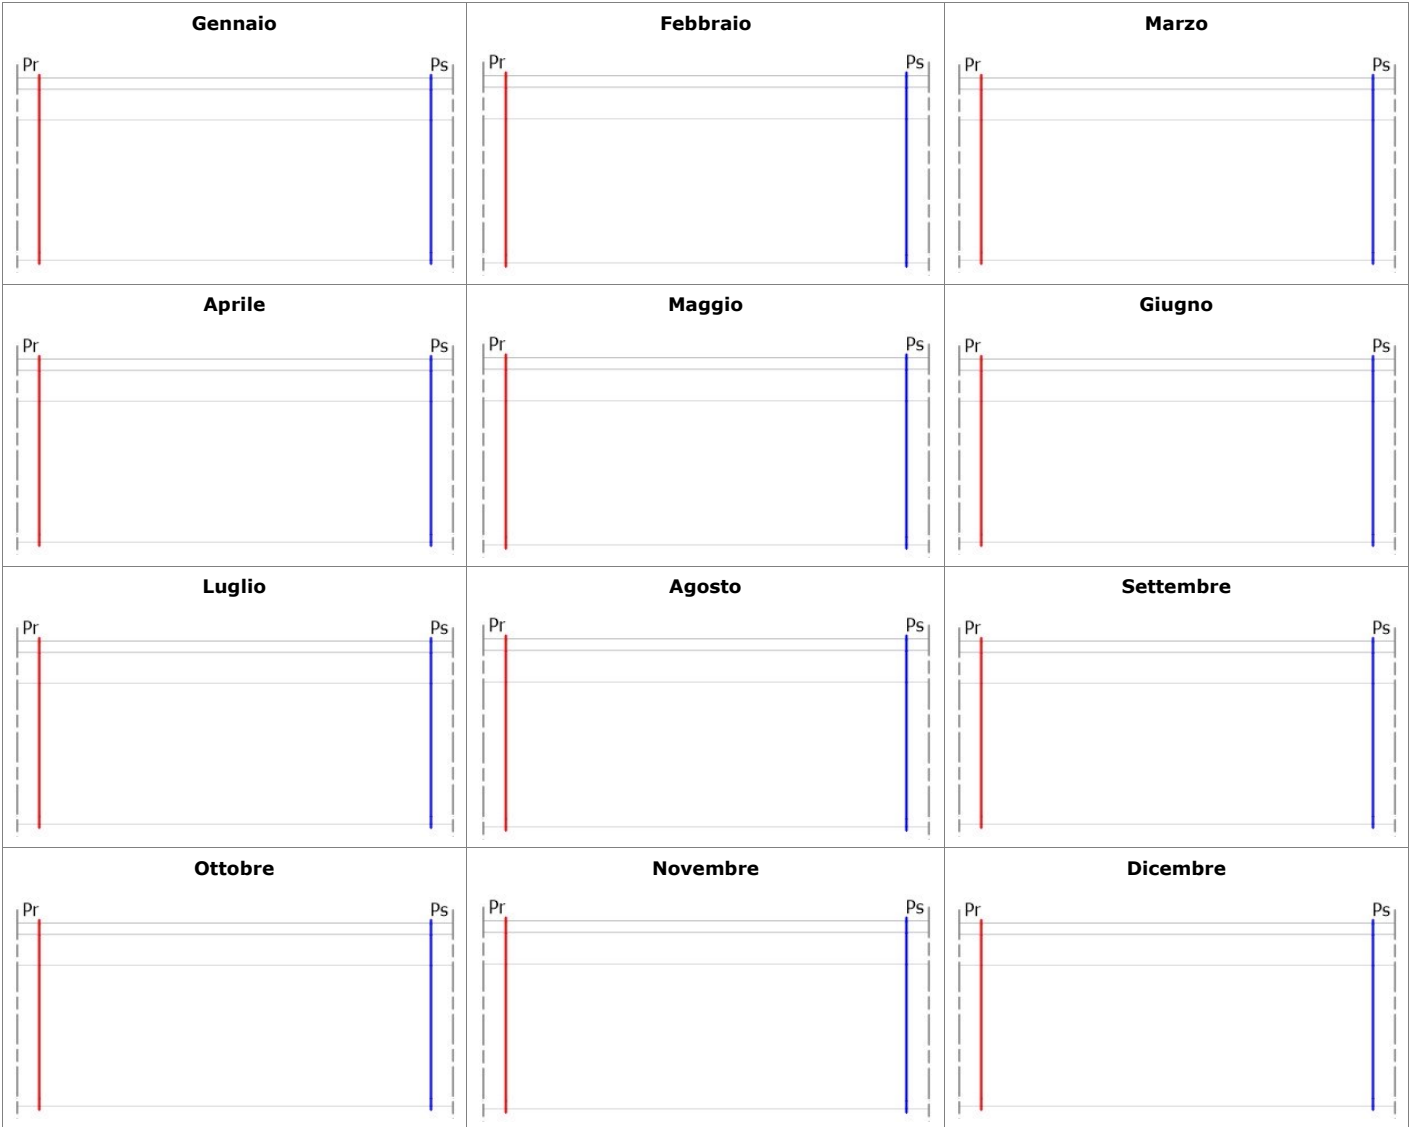 Gennaio
Febbraio
Marzo
Pr Ps
Pr Ps
Pr Ps
Aprile
Maggio
Giugno
Pr Ps
Pr Ps
Pr Ps
Luglio
Agosto
Settembre
Pr Ps
Pr Ps
Pr Ps
Ottobre
Novembre
Dicembre
Pr Ps
Pr Ps
Pr Ps